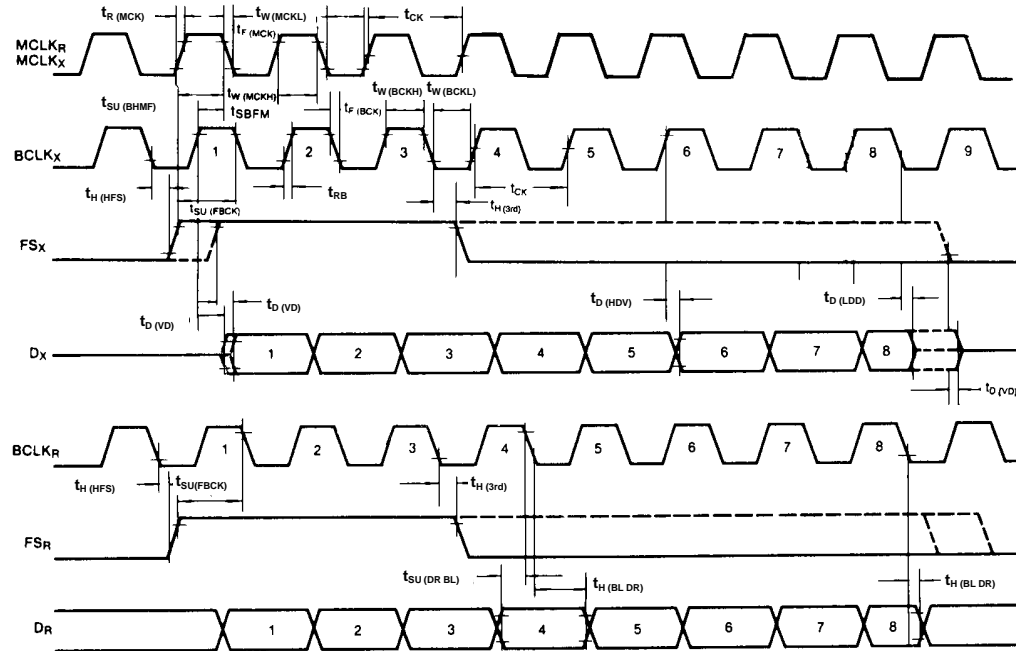 tR (MCK) tW (MCKL) tCK
tF (MCK)
MCLKR
MCLKX
tW (MCKH) tW (BCKH) tW (BCKL)
tSU (BHMF) tSBFM tF (BCK)
BCLKX 1 2 3 4 5 6 7 8 9
tH (HFS) tRB tCK
tSU (FBCK) tH (3rd)
FSX
tD (VD) tD (VD) tD (HDV) tD (LDD)
DX 1 2 3 4 5 6 7 8
tD (VD)
BCLKR 1 2 3 4 5 6 7 8
tH (HFS) tSU(FBCK) tH (3rd)
FSR
tSU (DR BL) tH (BL DR) tH (BL DR)
DR 1 2 3 4 5 6 7 8